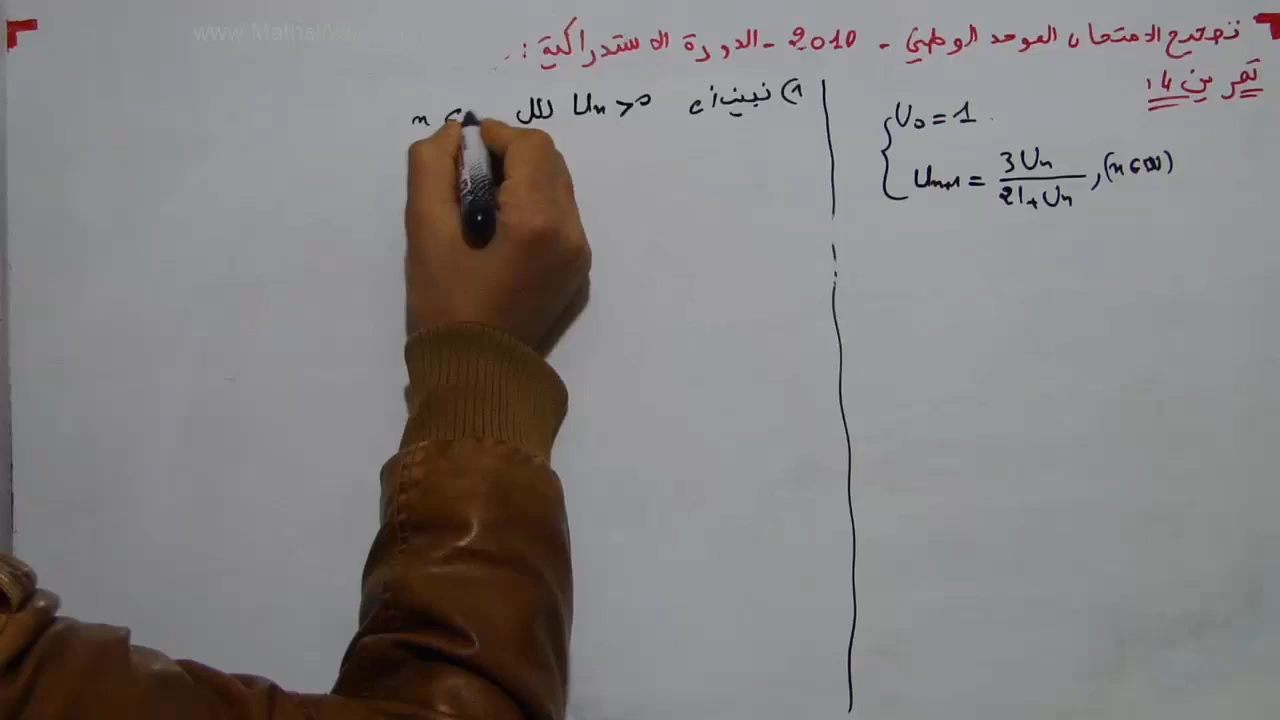 تصحيح الامتحان الموحد الوطني - 2010 - الدورة الاستدراكية :
تمرين 4 :
U₀ = 1
Uₙ₊₁ = 3Uₙ / 21 + Uₙ , (n ∈ ℕ)
1) نبين أن Uₙ > 0 لكل n